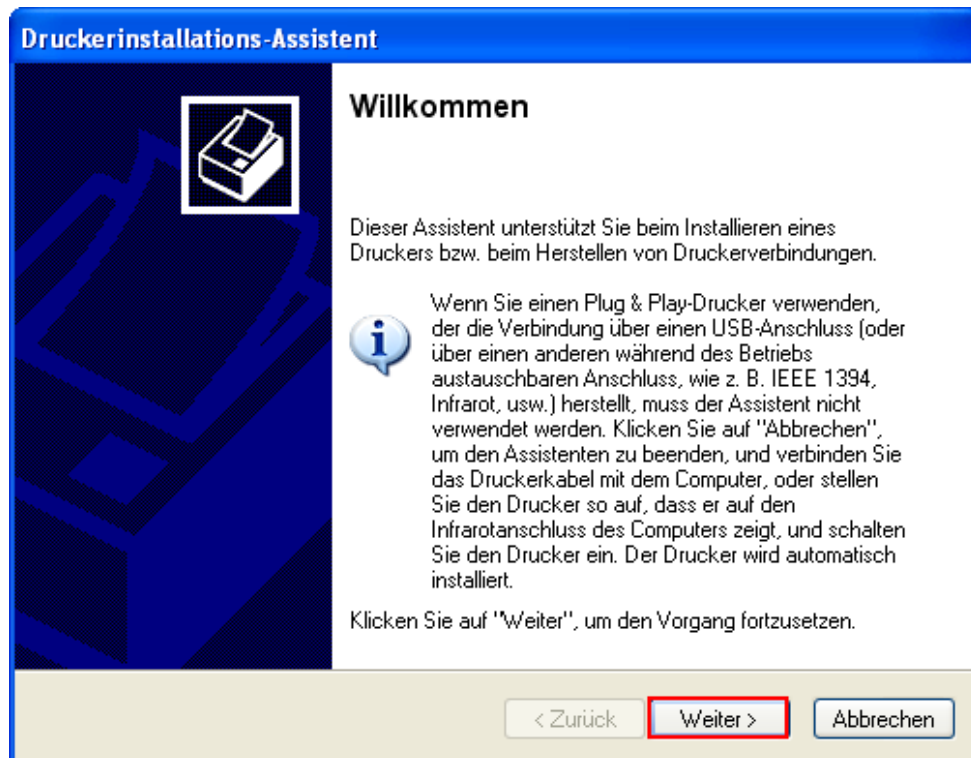 Druckerinstallations-Assistent
Willkommen
Dieser Assistent unterstützt Sie beim Installieren eines
Druckers bzw. beim Herstellen von Druckerverbindungen.
Wenn Sie einen Plug & Play-Drucker verwenden,
der die Verbindung über einen USB-Anschluss (oder
über einen anderen während des Betriebs
austauschbaren Anschluss, wie z. B. IEEE 1394,
Infrarot, usw.) herstellt, muss der Assistent nicht
verwendet werden. Klicken Sie auf "Abbrechen",
um den Assistenten zu beenden, und verbinden Sie
das Druckerkabel mit dem Computer, oder stellen
Sie den Drucker so auf, dass er auf den
Infrarotanschluss des Computers zeigt, und schalten
Sie den Drucker ein. Der Drucker wird automatisch
installiert.
Klicken Sie auf "Weiter", um den Vorgang fortzusetzen.
< Zurück Weiter > Abbrechen